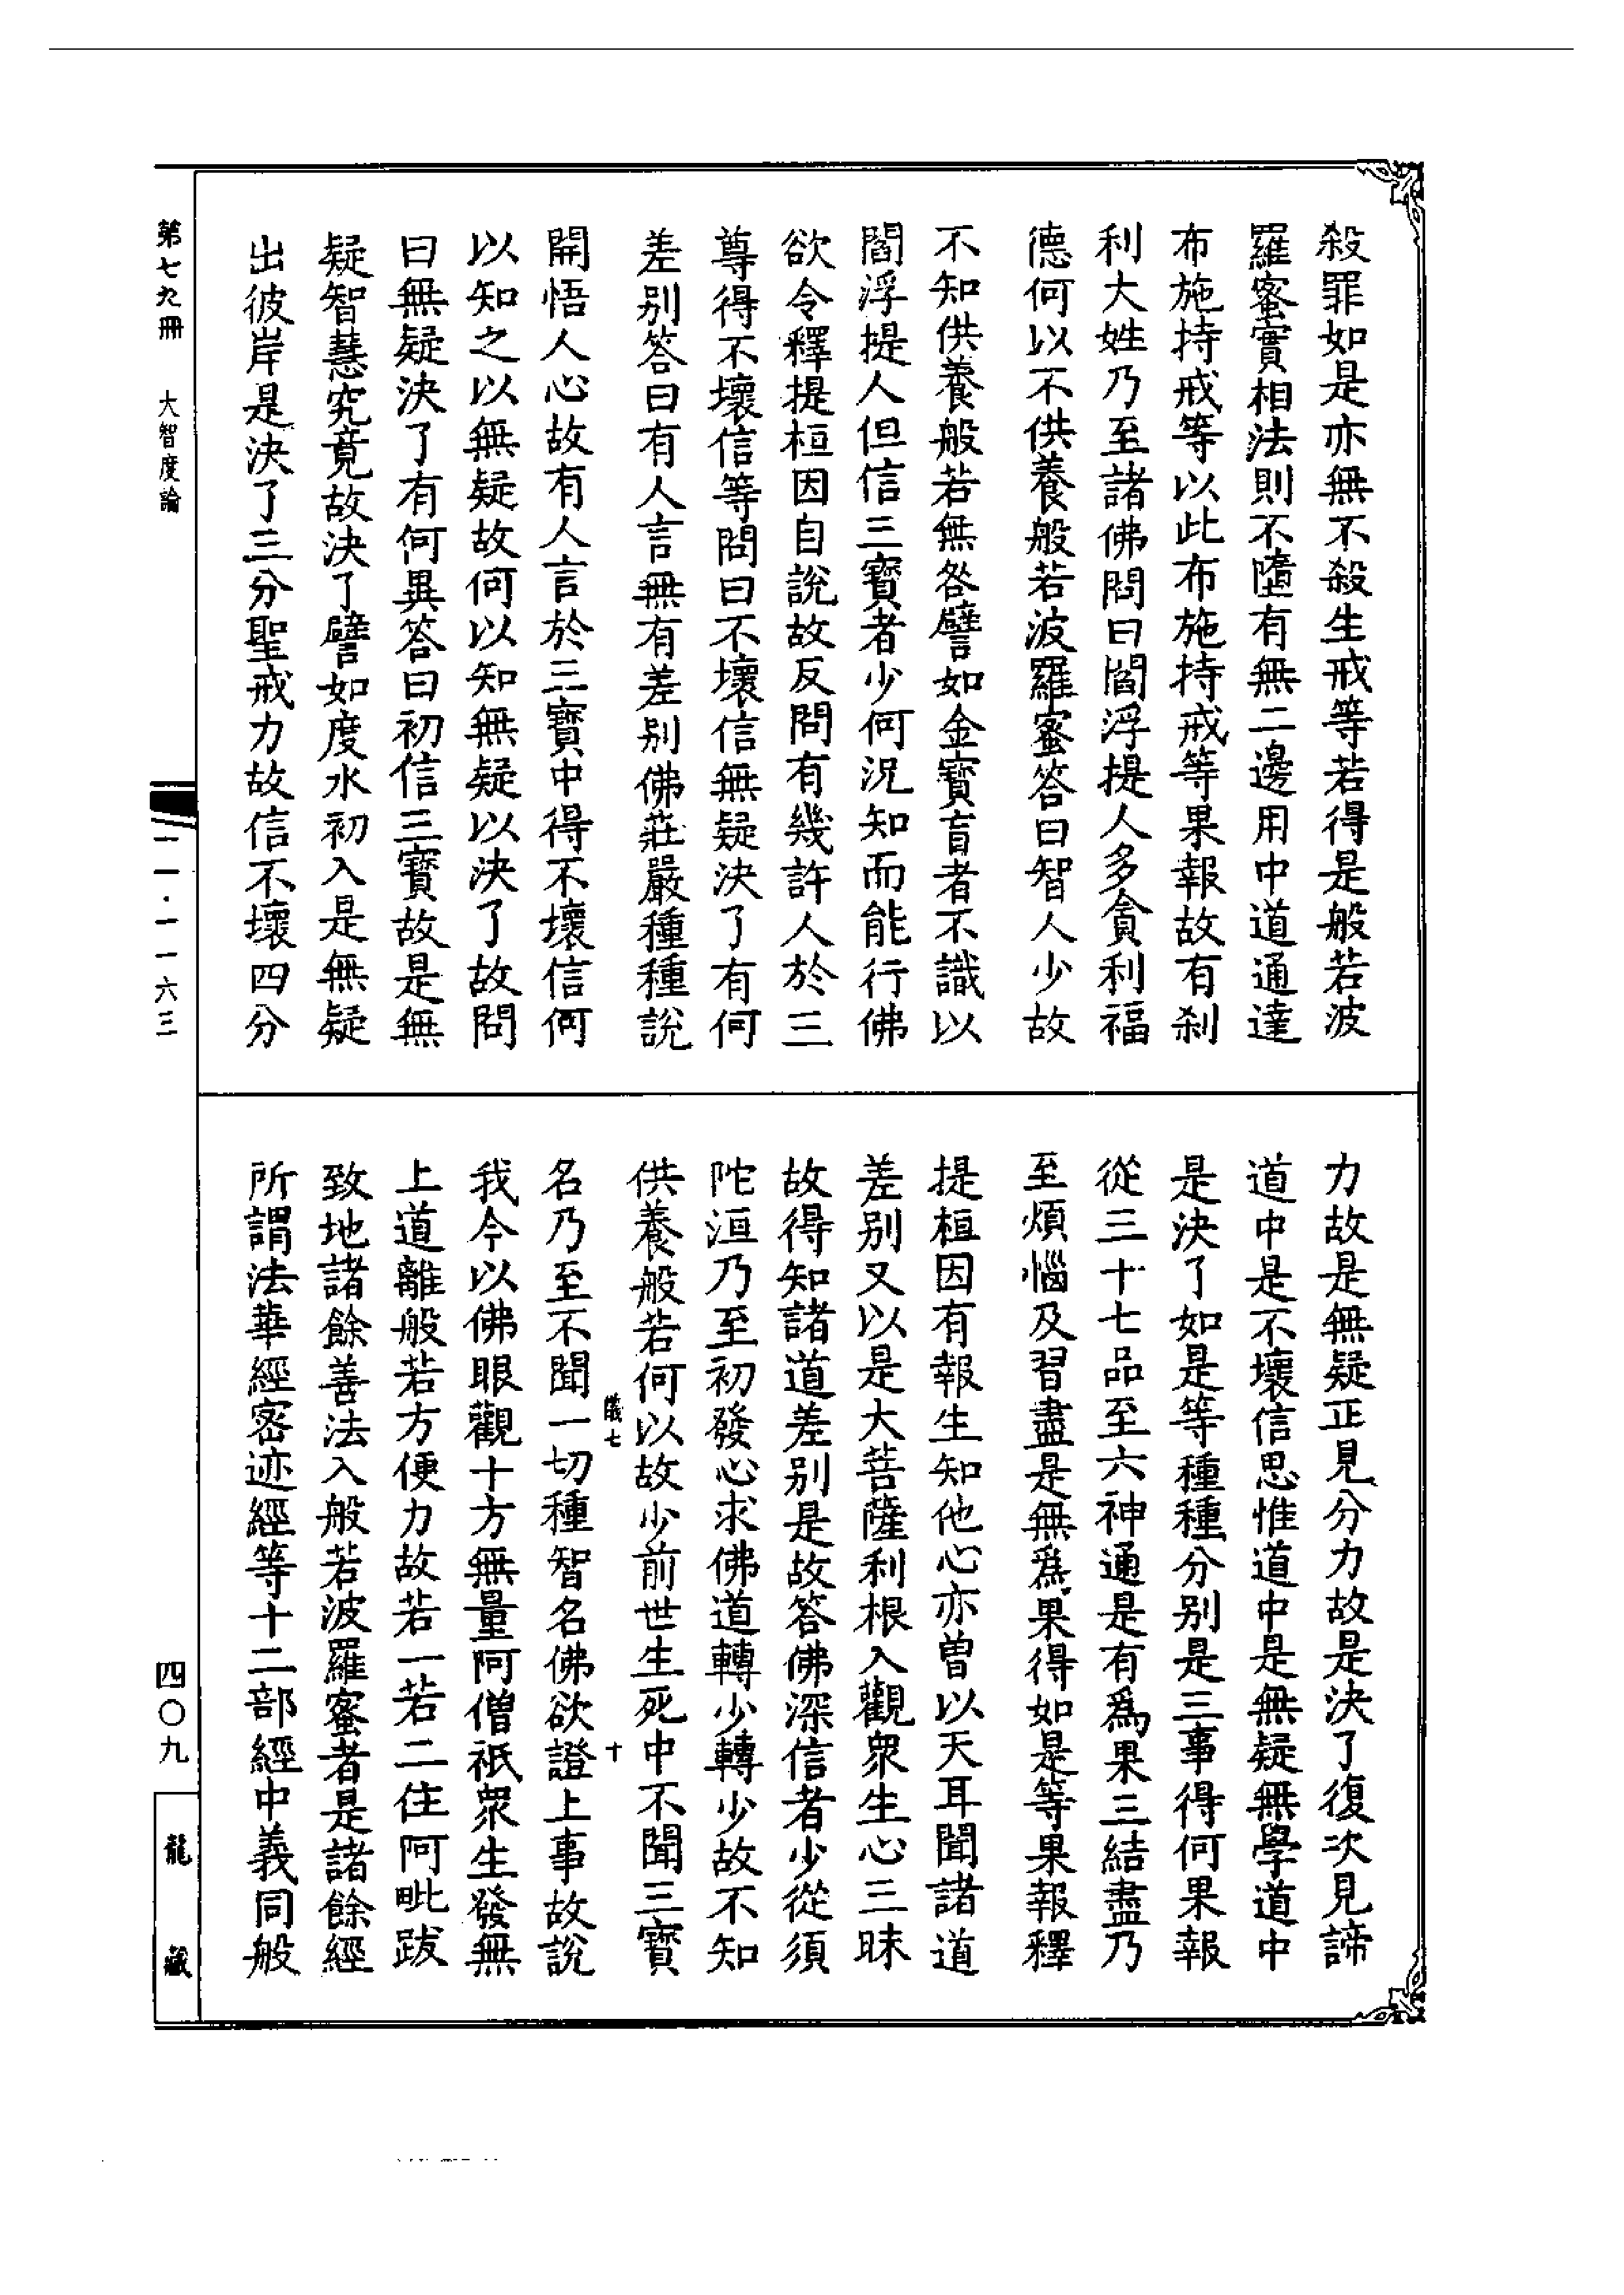 殺罪如是亦無不殺生戒等若得是般若波
羅蜜實相法則不墮有無二邊用中道通達
布施持戒等以此布施持戒等果報故有剎
利大姓乃至諸佛問曰閻浮提人多貪利福
德何以不供養般若波羅蜜答曰智人少故
不知供養般若無咎譬如金寶盲者不識以
閻浮提人但信三寶者少何況知而能行佛
欲令釋提桓因自說故反問有幾許人於三
尊得不壞信等問曰不壞信無疑決了有何
差別答曰有人言無有差別佛莊嚴種種說
開悟人心故有人言於三寶中得不壞信何
以知之以無疑故何以知無疑以決了故問
曰無疑決了有何異答曰初信三寶故是無
疑智慧究竟故決了譬如度水初入是無疑
出彼岸是決了三分聖戒力故信不壞四分
力故是無疑正見分力故是決了復次見諦
道中是不壞信思惟道中是無疑無學道中
是決了如是等種種分別是三事得何果報
從三十七品至六神通是有為果三結盡乃
至煩惱及習盡是無為果得如是等果報釋
提桓因有報生知他心亦曾以天耳聞諸道
差別又以是大菩薩利根入觀眾生心三昧
故得知諸道差別是故答佛深信者少從須
陀洹乃至初發心求佛道轉少轉少故不知
供養般若何以故少前世生死中不聞三寶
儀七
十
名乃至不聞一切種智名佛欲證上事故說
我今以佛眼觀十方無量阿僧祇眾生發無
上道離般若方便力故若一若二住阿毗跋
致地諸餘善法入般若波羅蜜者是諸餘經
所謂法華經密迹經等十二部經中義同般
第七九冊 大智度論
一一·一一六三
四〇九
龍藏